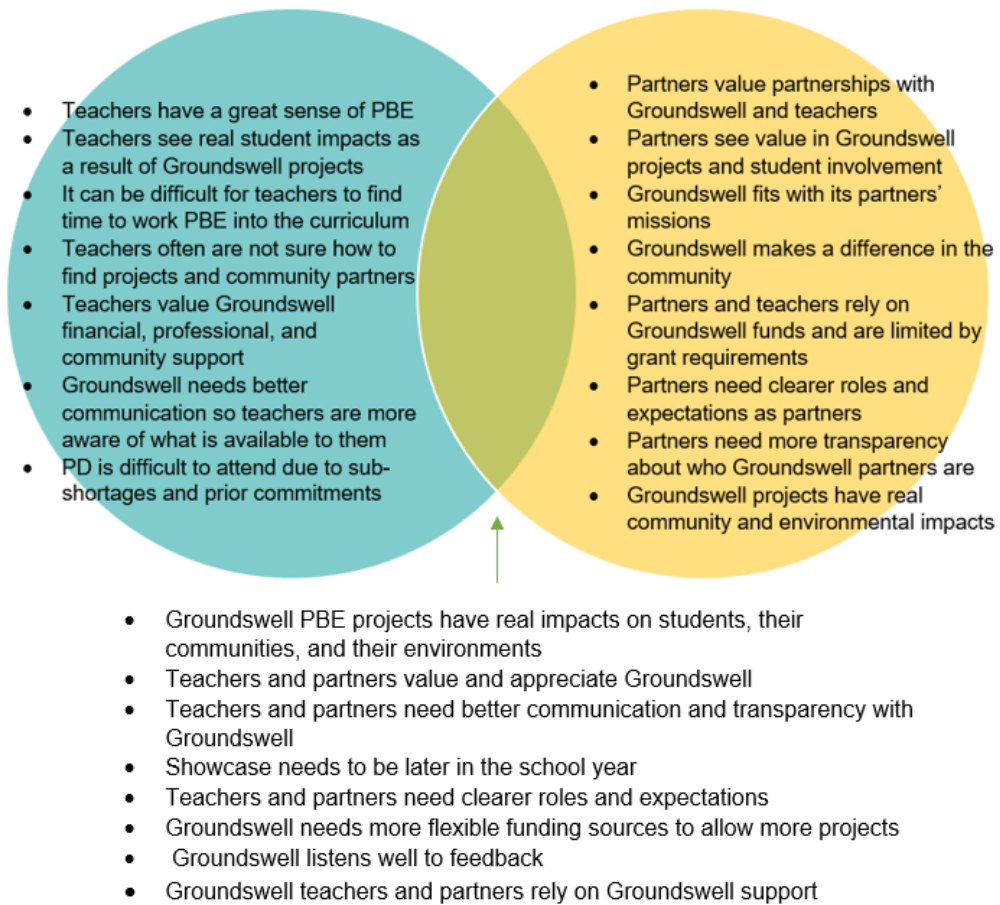 • Teachers have a great sense of PBE
• Teachers see real student impacts as
a result of Groundswell projects
• It can be difficult for teachers to find
time to work PBE into the curriculum
• Teachers often are not sure how to
find projects and community partners
• Teachers value Groundswell
financial, professional, and
community support
• Groundswell needs better
communication so teachers are more
aware of what is available to them
• PD is difficult to attend due to sub-
shortages and prior commitments
• Partners value partnerships with
Groundswell and teachers
• Partners see value in Groundswell
projects and student involvement
• Groundswell fits with its partners’
missions
• Groundswell makes a difference in the
community
• Partners and teachers rely on
Groundswell funds and are limited by
grant requirements
• Partners need clearer roles and
expectations as partners
• Partners need more transparency
about who Groundswell partners are
• Groundswell projects have real
community and environmental impacts
• Groundswell PBE projects have real impacts on students, their
communities, and their environments
• Teachers and partners value and appreciate Groundswell
• Teachers and partners need better communication and transparency with
Groundswell
• Showcase needs to be later in the school year
• Teachers and partners need clearer roles and expectations
• Groundswell needs more flexible funding sources to allow more projects
• Groundswell listens well to feedback
• Groundswell teachers and partners rely on Groundswell support